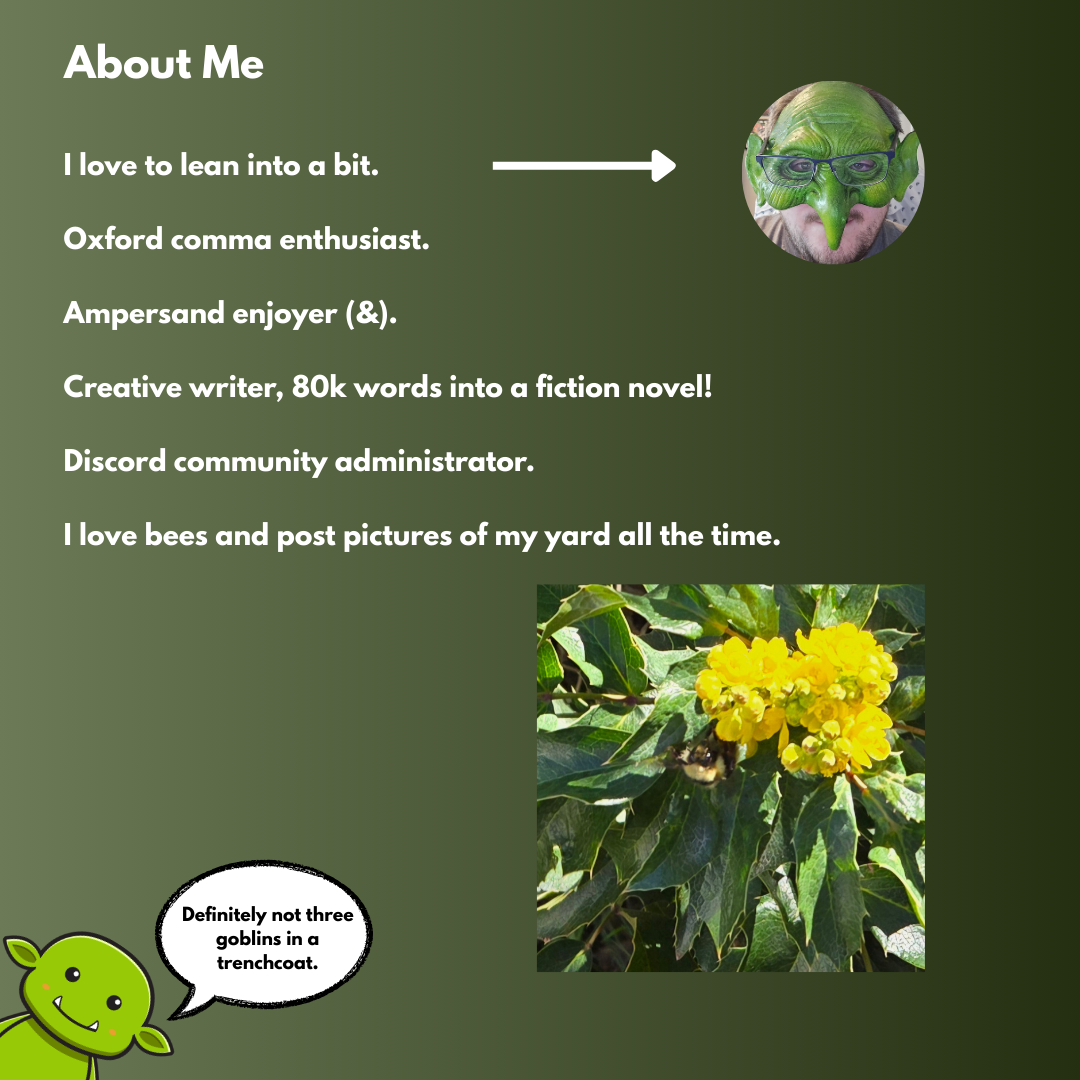 About Me
I love to lean into a bit.
Oxford comma enthusiast.
Ampersand enjoyer (&).
Creative writer, 80k words into a fiction novel!
Discord community administrator.
I love bees and post pictures of my yard all the time.
Definitely not three
goblins in a
trenchcoat.